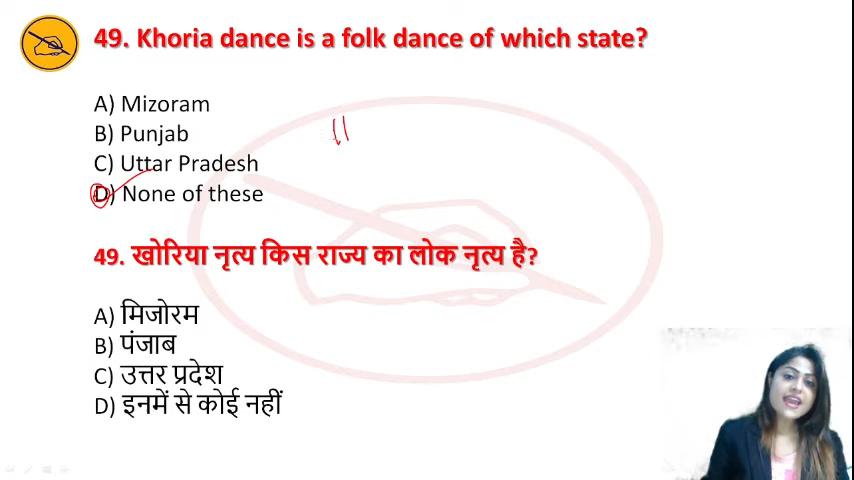 49. Khoria dance is a folk dance of which state?
A) Mizoram
B) Punjab
C) Uttar Pradesh
D) None of these
49. खोरिया नृत्य किस राज्य का लोक नृत्य है?
A) मिजोरम
B) पंजाब
C) उत्तर प्रदेश
D) इनमें से कोई नहीं